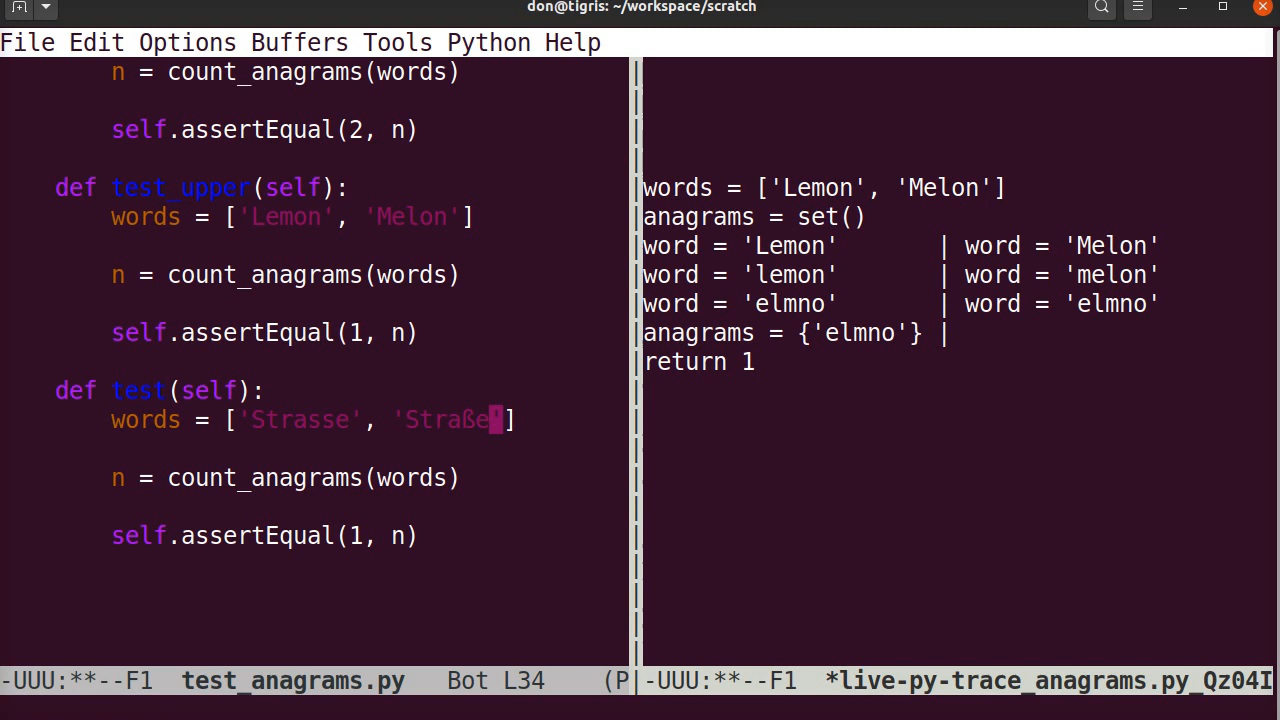 don@tigris: ~/workspace/scratch
File Edit Options Buffers Tools Python Help
n = count_anagrams(words)
self.assertEqual(2, n)
def test_upper(self):
words = ['Lemon', 'Melon']
n = count_anagrams(words)
self.assertEqual(1, n)
def test(self):
words = ['Strasse', 'Straße']
n = count_anagrams(words)
self.assertEqual(1, n)
-UUU:**--F1  test_anagrams.py   Bot L34    (P
words = ['Lemon', 'Melon']
anagrams = set()
word = 'Lemon'       | word = 'Melon'
word = 'lemon'       | word = 'melon'
word = 'elmno'       | word = 'elmno'
anagrams = {'elmno'} |
return 1
-UUU:**--F1  *live-py-trace_anagrams.py_Qz04I